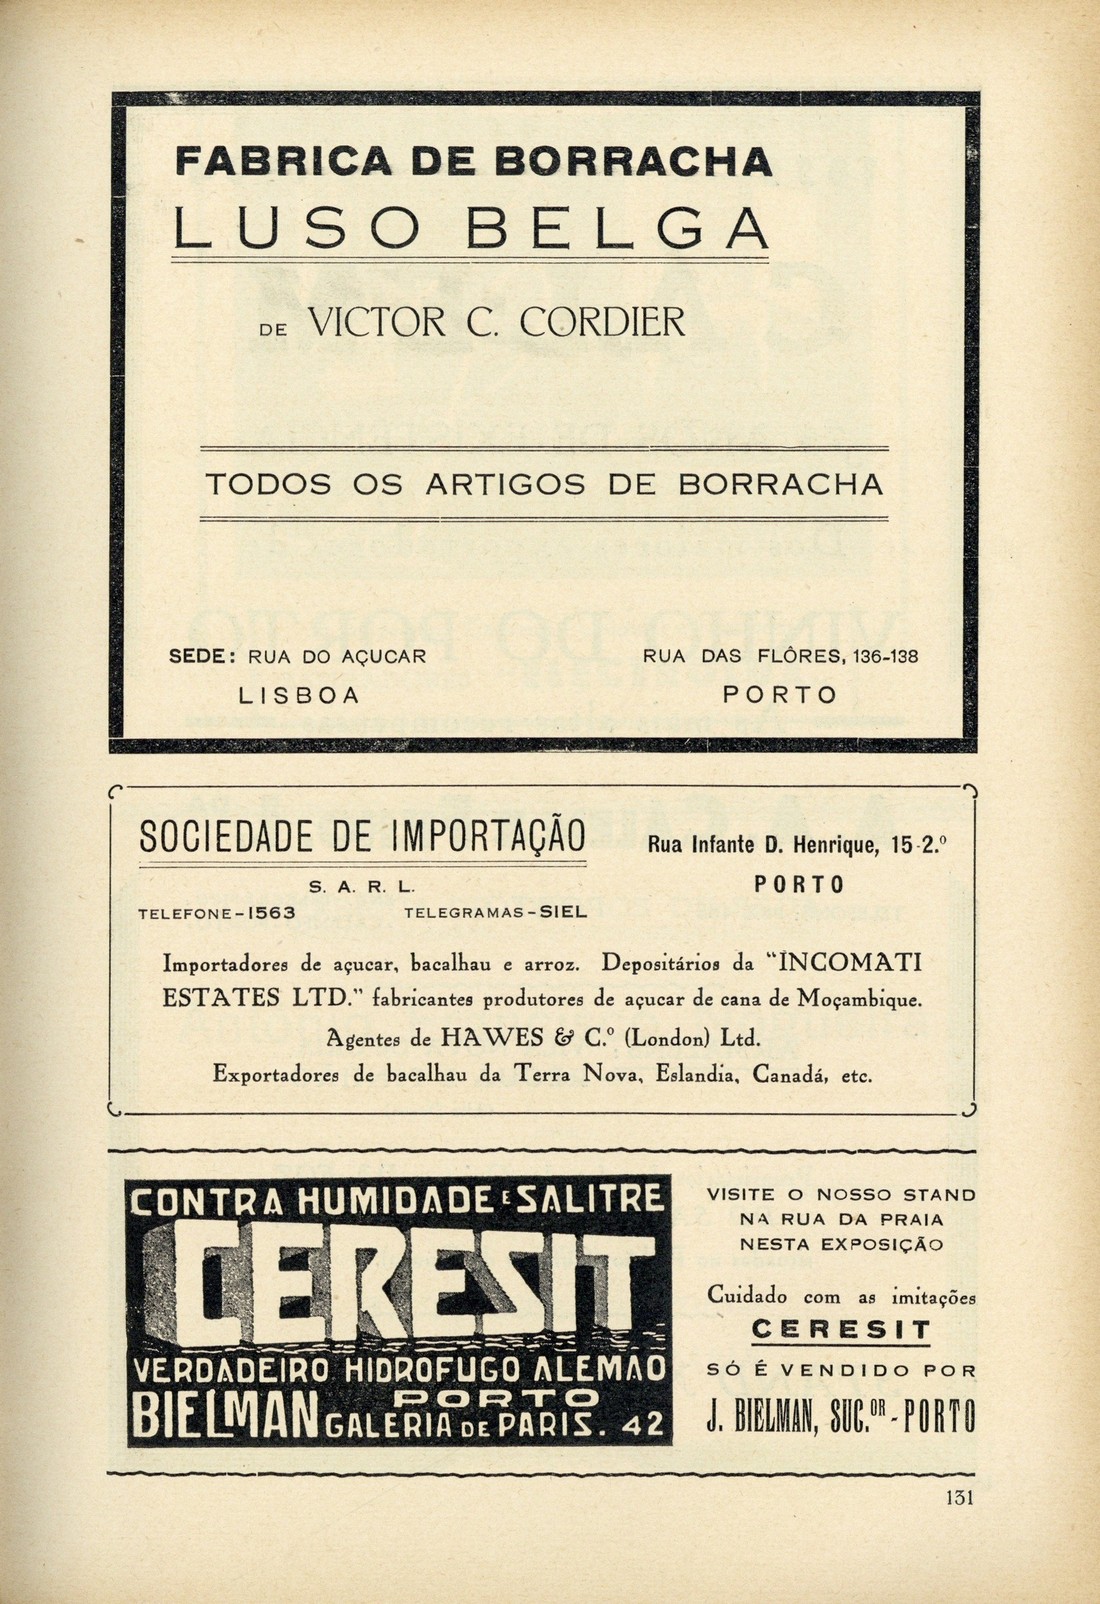 FABRICA DE BORRACHA
LUSO BELGA
DE VICTOR C. CORDIER
TODOS OS ARTIGOS DE BORRACHA
SEDE: RUA DO AÇUCAR
LISBOA
RUA DAS FLÔRES, 136-138
PORTO
SOCIEDADE DE IMPORTAÇÃO
S. A. R. L.
TELEFONE-1563 TELEGRAMAS-SIEL
Rua Infante D. Henrique, 15-2.º
PORTO
Importadores de açucar, bacalhau e arroz. Depositários da "INCOMATI
ESTATES LTD." fabricantes produtores de açucar de cana de Moçambique.
Agentes de HAWES & C.º (London) Ltd.
Exportadores de bacalhau da Terra Nova, Eslandia, Canadá, etc.
CONTRA HUMIDADE E SALITRE
CERESIT
VERDADEIRO HIDROFUGO ALEMÃO
BIELMAN PORTO
GALERIA DE PARIS. 42
VISITE O NOSSO STAND
NA RUA DA PRAIA
NESTA EXPOSIÇÃO
Cuidado com as imitações
CERESIT
SÓ É VENDIDO POR
J. BIELMAN, SUC.OR - PORTO
131